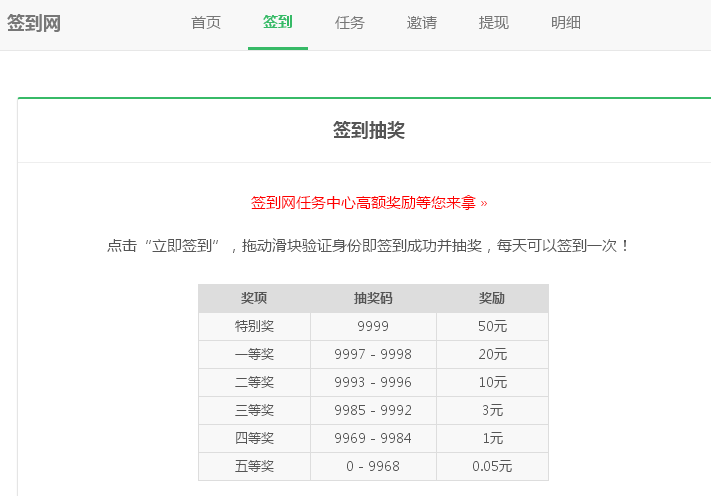 签到网 首页 签到 任务 邀请 提现 明细
签到抽奖
签到网任务中心高额奖励等您来拿 »
点击“立即签到”，拖动滑块验证身份即签到成功并抽奖，每天可以签到一次！
奖项 抽奖码 奖励
特别奖 9999 50元
一等奖 9997 - 9998 20元
二等奖 9993 - 9996 10元
三等奖 9985 - 9992 3元
四等奖 9969 - 9984 1元
五等奖 0 - 9968 0.05元